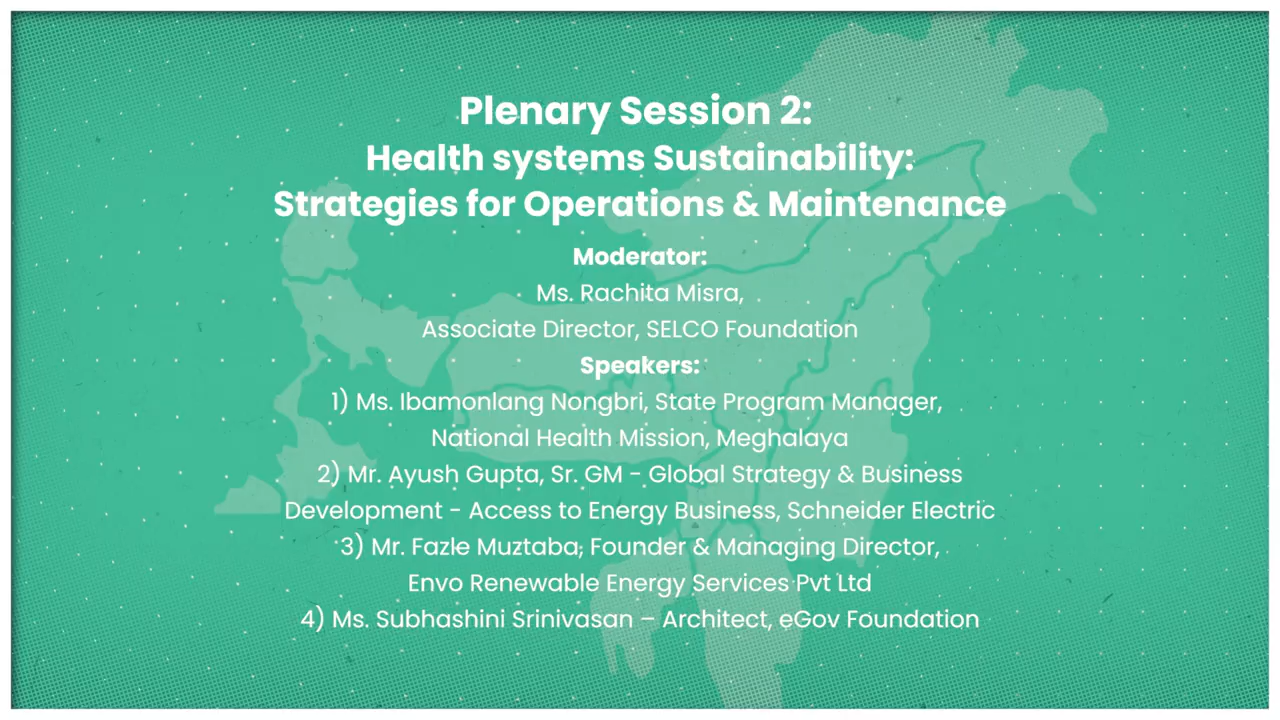 Plenary Session 2:
Health systems Sustainability:
Strategies for Operations & Maintenance
Moderator:
Ms. Rachita Misra,
Associate Director, SELCO Foundation
Speakers:
1) Ms. Ibamonlang Nongbri, State Program Manager,
National Health Mission, Meghalaya
2) Mr. Ayush Gupta, Sr. GM - Global Strategy & Business
Development - Access to Energy Business, Schneider Electric
3) Mr. Fazle Muztaba, Founder & Managing Director,
Envo Renewable Energy Services Pvt Ltd
4) Ms. Subhashini Srinivasan – Architect, eGov Foundation